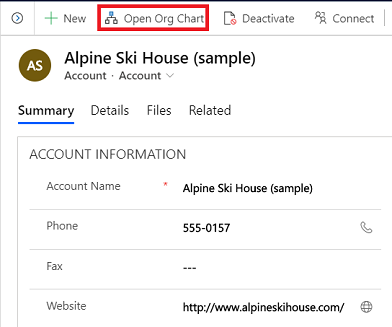 New Open Org Chart Deactivate Connect
AS
Alpine Ski House (sample)
Account · Account
Summary Details Files Related
ACCOUNT INFORMATION
Account Name * Alpine Ski House (sample)
Phone 555-0157
Fax ---
Website http://www.alpineskihouse.com/